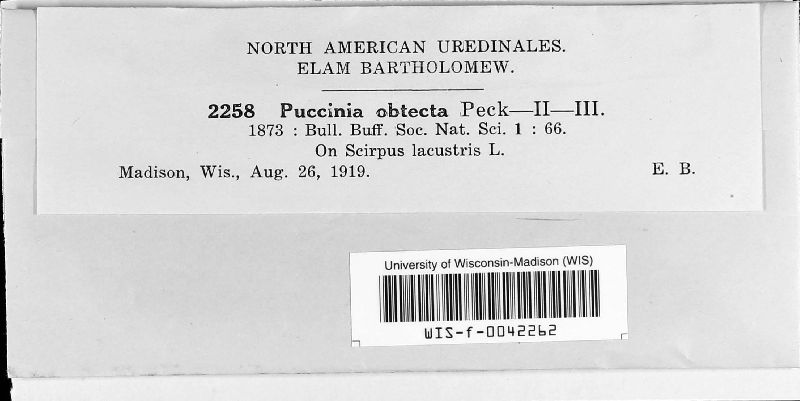 NORTH AMERICAN UREDINALES.
ELAM BARTHOLOMEW.
2258 Puccinia obtecta Peck—II—III.
1873 : Bull. Buff. Soc. Nat. Sci. 1 : 66.
On Scirpus lacustris L.
Madison, Wis., Aug. 26, 1919. E. B.
University of Wisconsin-Madison (WIS)
WIS-f-0042262